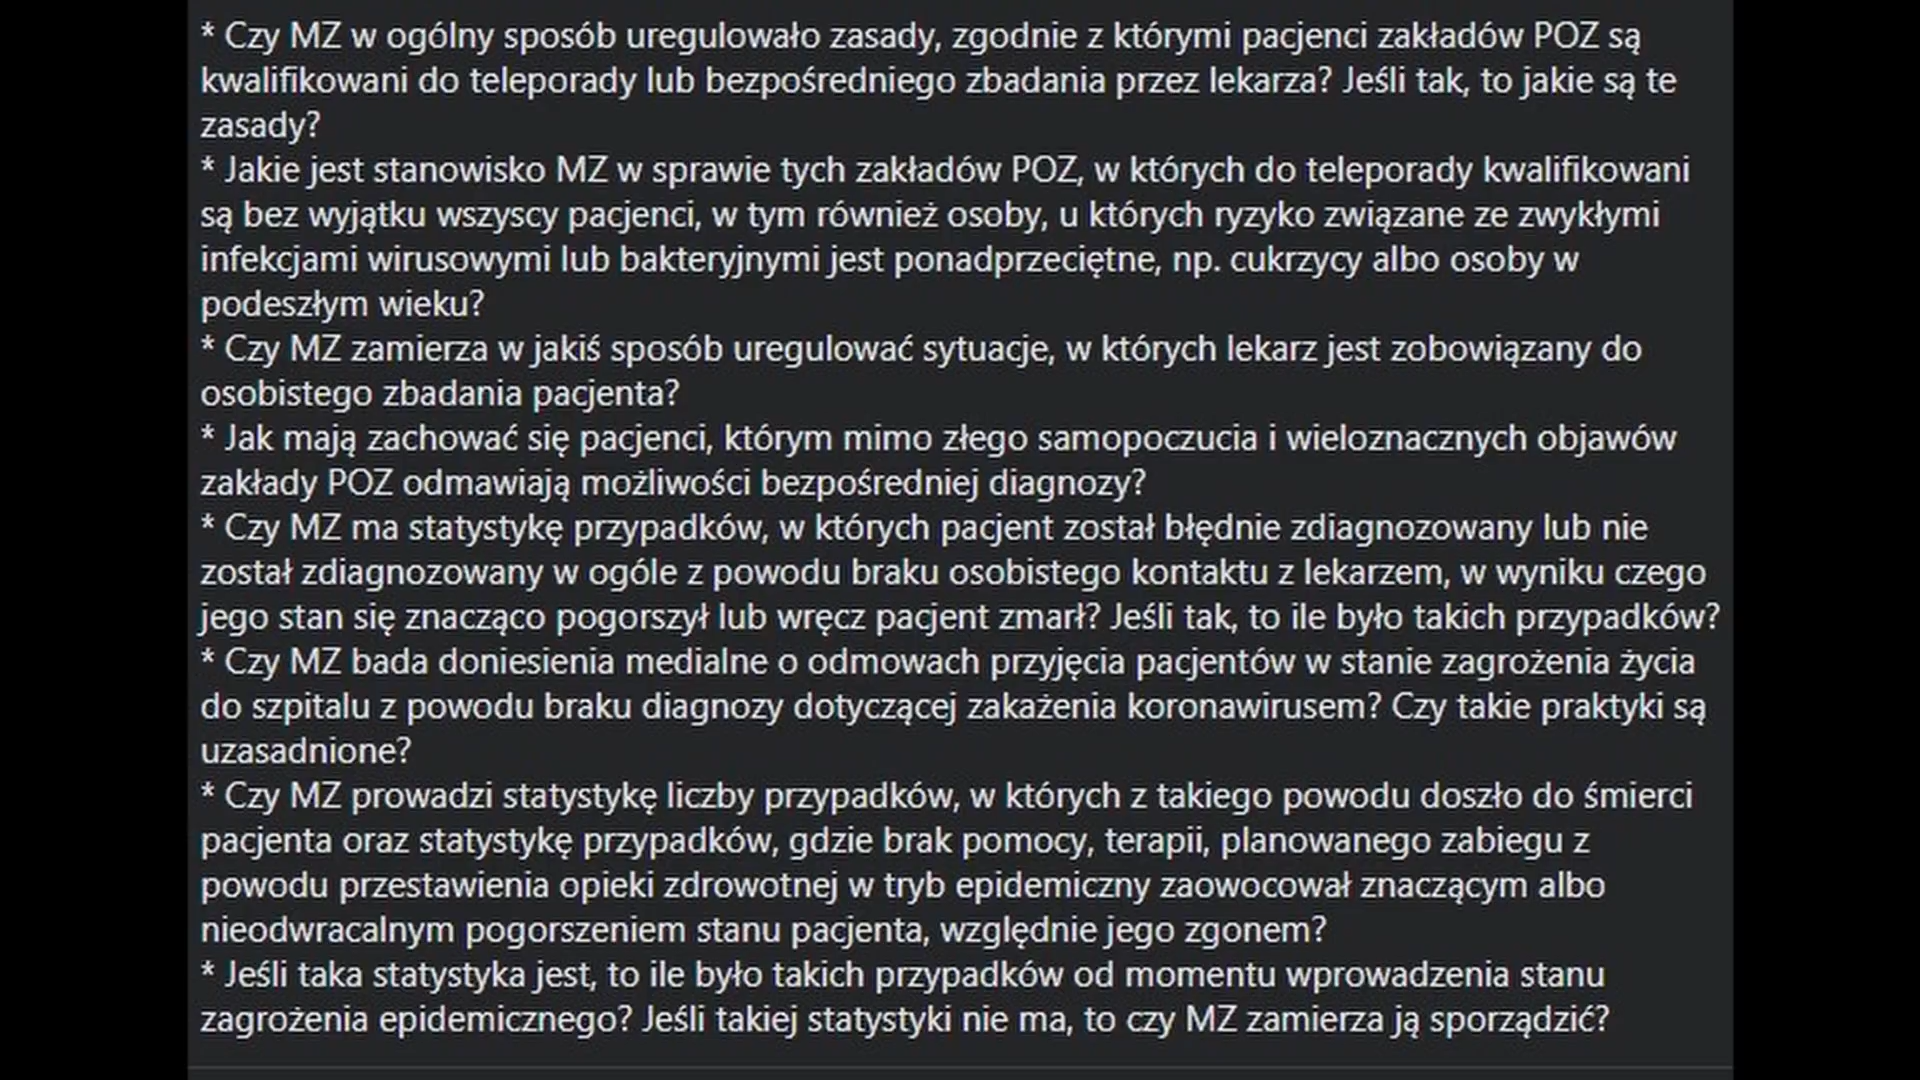 * Czy MZ w ogólny sposób uregulowało zasady, zgodnie z którymi pacjenci zakładów POZ są
kwalifikowani do teleporady lub bezpośredniego zbadania przez lekarza? Jeśli tak, to jakie są te
zasady?
* Jakie jest stanowisko MZ w sprawie tych zakładów POZ, w których do teleporady kwalifikowani
są bez wyjątku wszyscy pacjenci, w tym również osoby, u których ryzyko związane ze zwykłymi
infekcjami wirusowymi lub bakteryjnymi jest ponadprzeciętne, np. cukrzycy albo osoby w
podeszłym wieku?
* Czy MZ zamierza w jakiś sposób uregulować sytuacje, w których lekarz jest zobowiązany do
osobistego zbadania pacjenta?
* Jak mają zachować się pacjenci, którym mimo złego samopoczucia i wieloznacznych objawów
zakłady POZ odmawiają możliwości bezpośredniej diagnozy?
* Czy MZ ma statystykę przypadków, w których pacjent został błędnie zdiagnozowany lub nie
został zdiagnozowany w ogóle z powodu braku osobistego kontaktu z lekarzem, w wyniku czego
jego stan się znacząco pogorszył lub wręcz pacjent zmarł? Jeśli tak, to ile było takich przypadków?
* Czy MZ bada doniesienia medialne o odmowach przyjęcia pacjentów w stanie zagrożenia życia
do szpitalu z powodu braku diagnozy dotyczącej zakażenia koronawirusem? Czy takie praktyki są
uzasadnione?
* Czy MZ prowadzi statystykę liczby przypadków, w których z takiego powodu doszło do śmierci
pacjenta oraz statystykę przypadków, gdzie brak pomocy, terapii, planowanego zabiegu z
powodu przestawienia opieki zdrowotnej w tryb epidemiczny zaowocował znaczącym albo
nieodwracalnym pogorszeniem stanu pacjenta, względnie jego zgonem?
* Jeśli taka statystyka jest, to ile było takich przypadków od momentu wprowadzenia stanu
zagrożenia epidemicznego? Jeśli takiej statystyki nie ma, to czy MZ zamierza ją sporządzić?